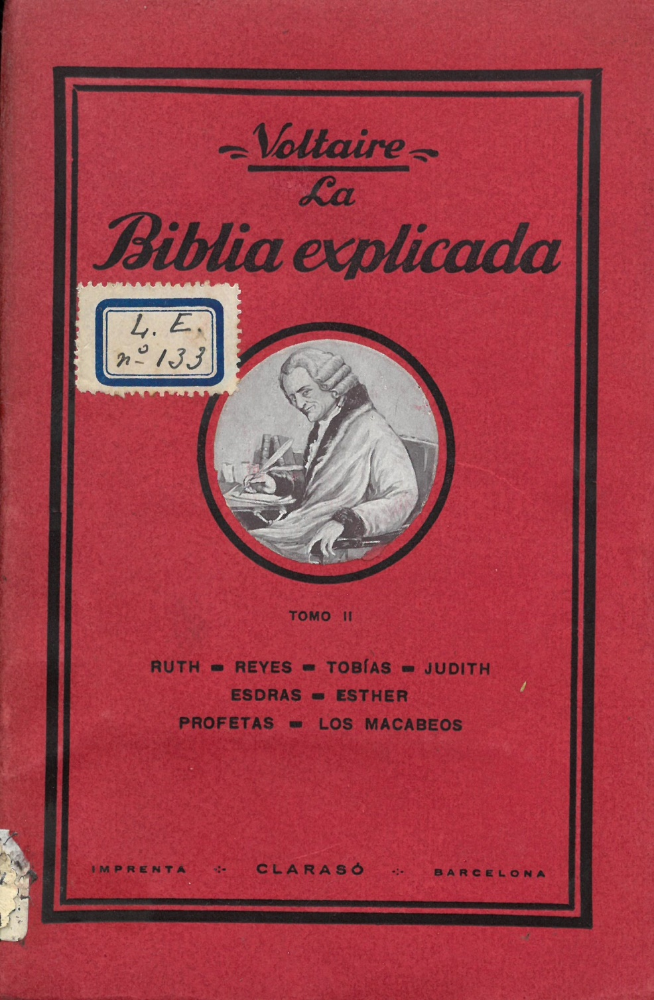 Voltaire
La
Biblia explicada
L. E.
nº 133
TOMO II
RUTH - REYES - TOBÍAS - JUDITH
ESDRAS - ESTHER
PROFETAS - LOS MACABEOS
IMPRENTA CLARASÓ BARCELONA